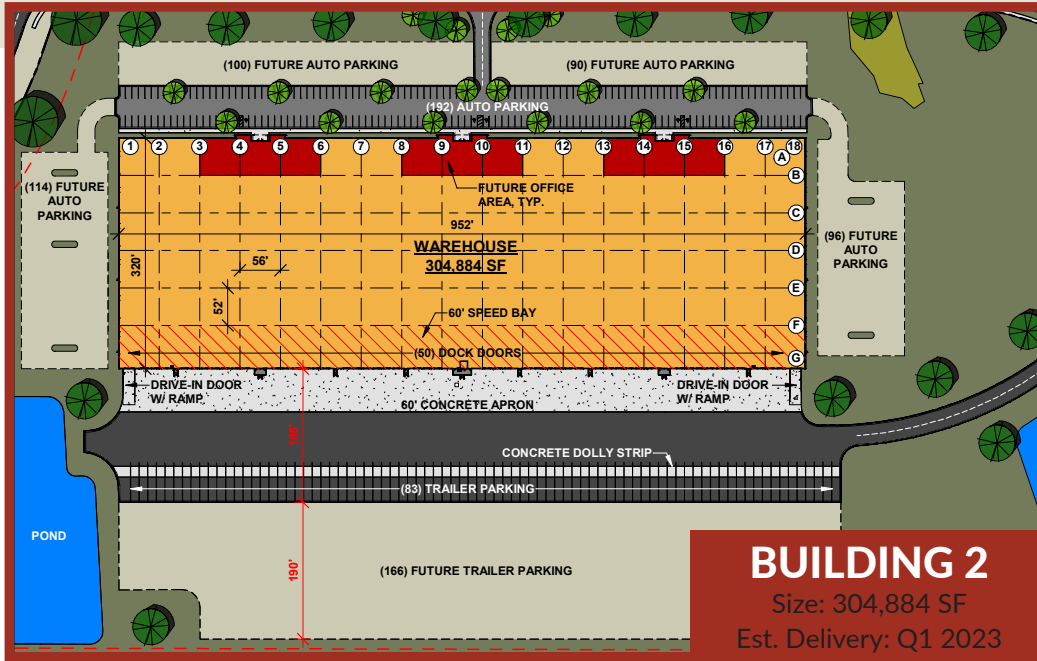 (100) FUTURE AUTO PARKING
(90) FUTURE AUTO PARKING
(192) AUTO PARKING
1 2 3 4 5 6 7 8 9 10 11 12 13 14 15 16 17 18
A
B
C
D
E
F
G
(114) FUTURE
AUTO
PARKING
FUTURE OFFICE
AREA, TYP.
952'
WAREHOUSE
304,884 SF
320'
56'
52'
(96) FUTURE
AUTO
PARKING
60' SPEED BAY
(50) DOCK DOORS
DRIVE-IN DOOR
W/ RAMP
DRIVE-IN DOOR
W/ RAMP
60' CONCRETE APRON
185'
CONCRETE DOLLY STRIP
(83) TRAILER PARKING
POND
190'
(166) FUTURE TRAILER PARKING
BUILDING 2
Size: 304,884 SF
Est. Delivery: Q1 2023